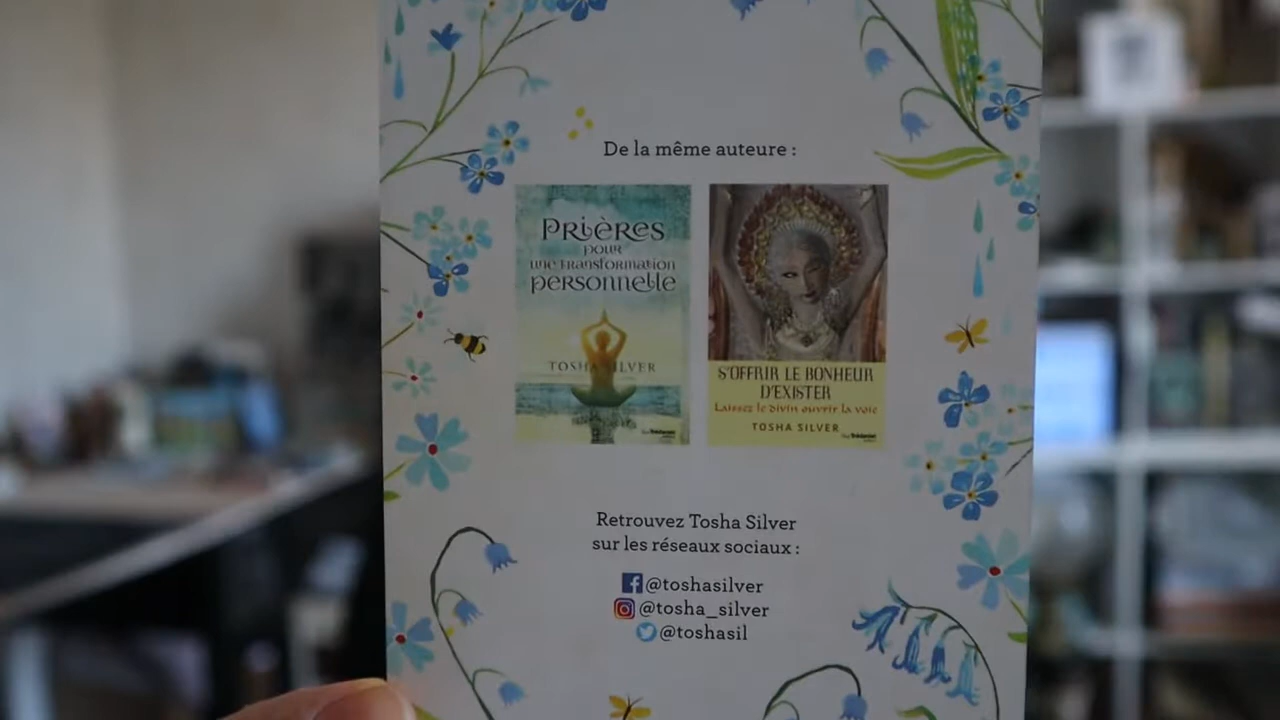 De la même auteure :
PRIÈRES
POUR
UNE TRANSFORMATION
PERSONNELLE
TOSHA SILVER
S'OFFRIR LE BONHEUR
D'EXISTER
Laissez le divin ouvrir la voie
TOSHA SILVER
Retrouvez Tosha Silver
sur les réseaux sociaux :
@toshasilver
@tosha_silver
@toshasil